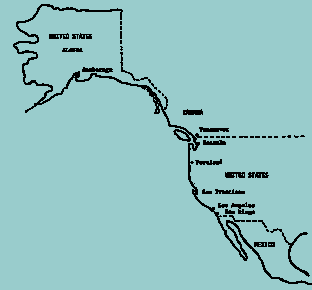 UNITED STATES
ALASKA
Anchorage
CANADA
Vancouver
Seattle
Portland
UNITED STATES
San Francisco
Los Angeles
San Diego
MEXICO